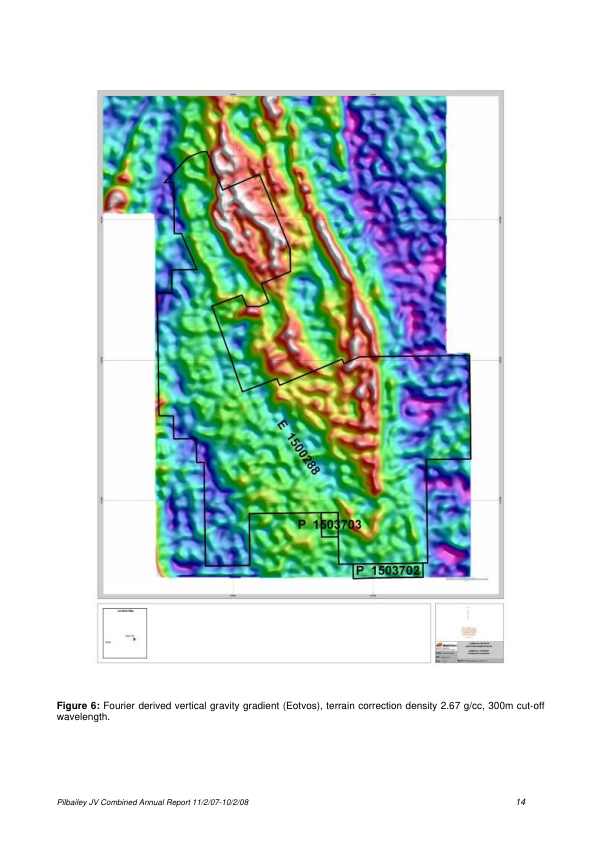 E 1500288
P 1503703
P 1503702
Figure 6: Fourier derived vertical gravity gradient (Eotvos), terrain correction density 2.67 g/cc, 300m cut-off
wavelength.
Pilbailey JV Combined Annual Report 11/2/07-10/2/08
14